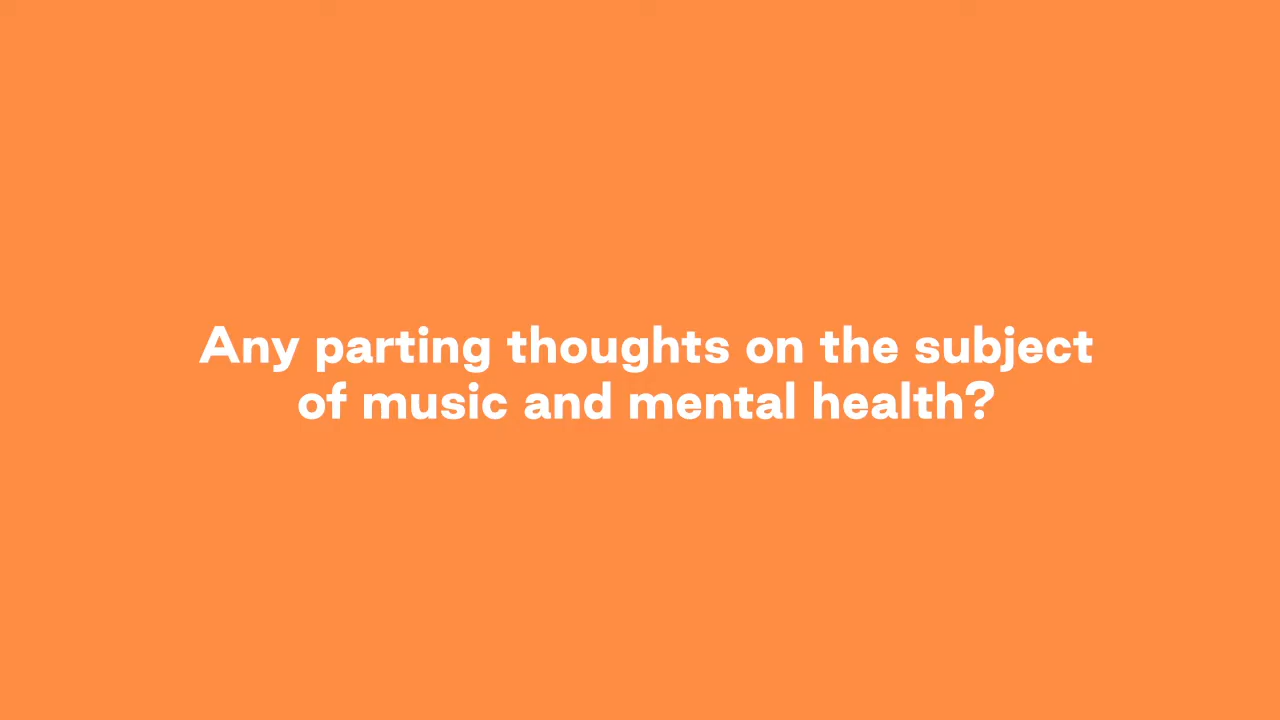 Any parting thoughts on the subject
of music and mental health?